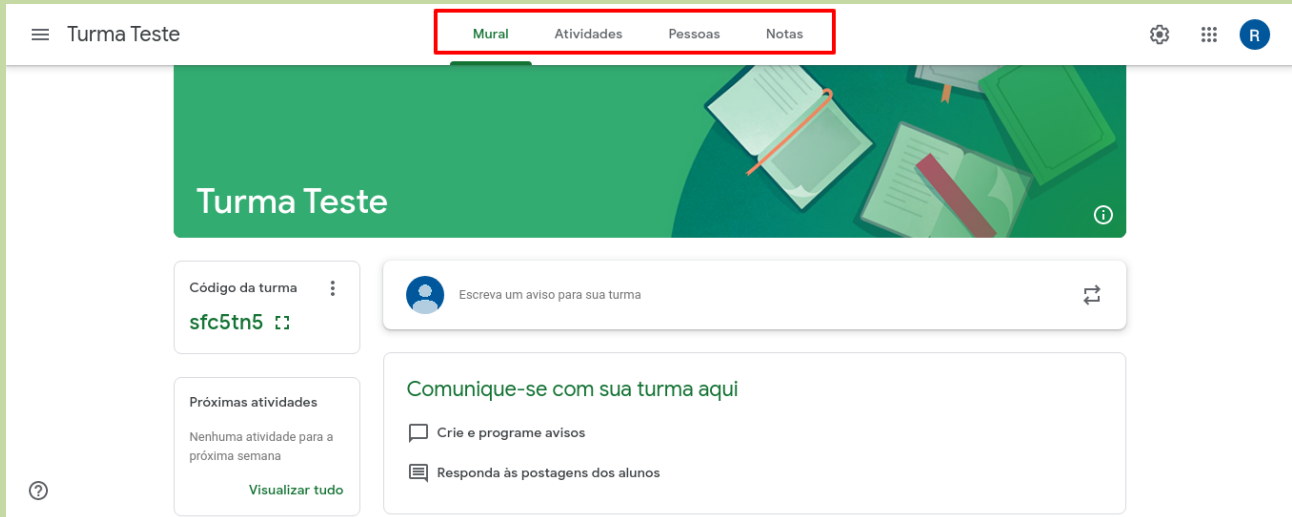 Turma Teste
Mural Atividades Pessoas Notas
R
Turma Teste
Código da turma
sfc5tn5
Escreva um aviso para sua turma
Próximas atividades
Nenhuma atividade para a
próxima semana
Visualizar tudo
Comunique-se com sua turma aqui
Crie e programe avisos
Responda às postagens dos alunos